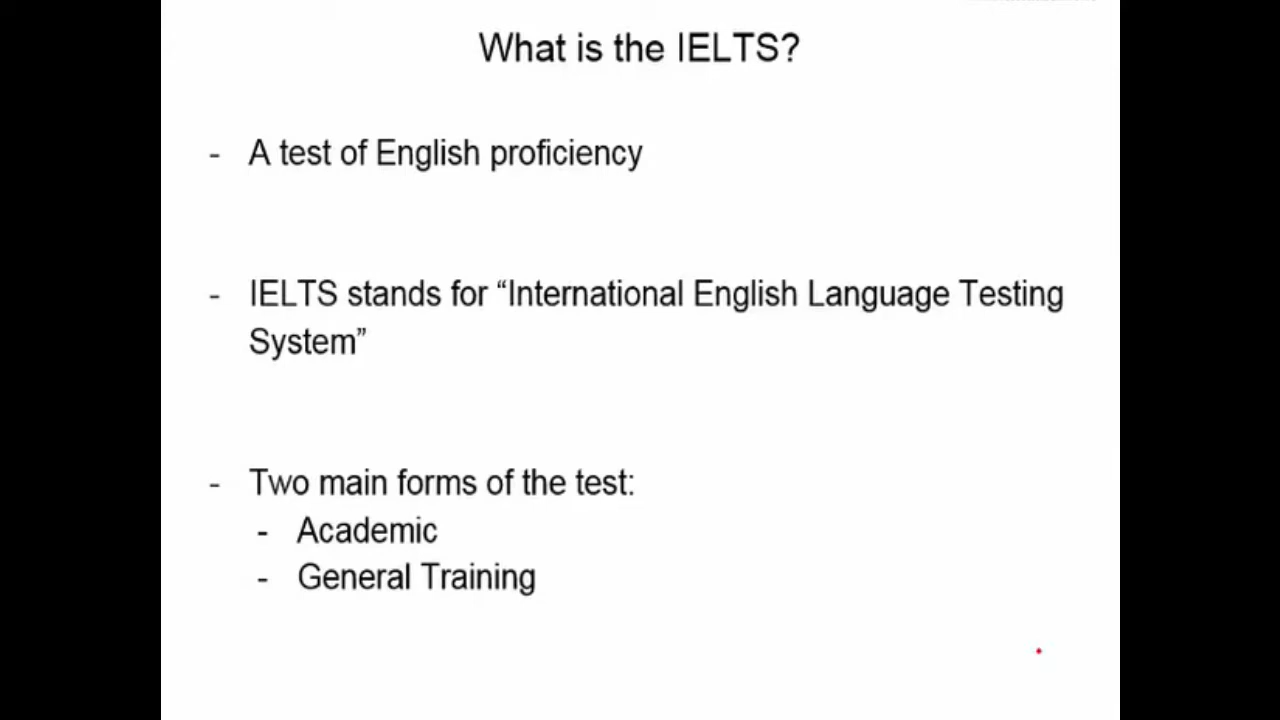 What is the IELTS?
- A test of English proficiency
- IELTS stands for “International English Language Testing
System”
- Two main forms of the test:
- Academic
- General Training